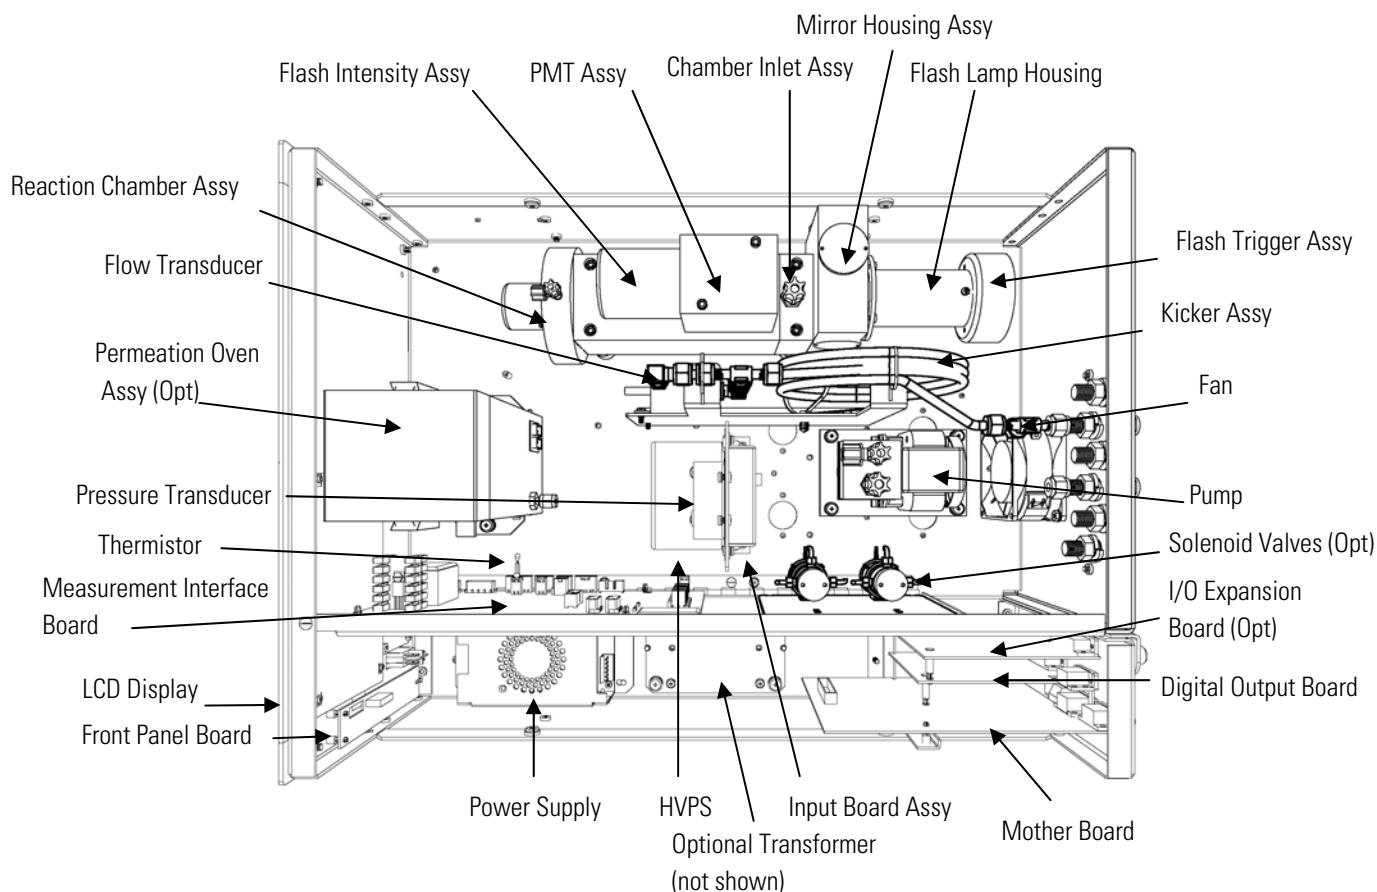 Mirror Housing Assy
Flash Intensity Assy
PMT Assy
Chamber Inlet Assy
Flash Lamp Housing
Reaction Chamber Assy
Flash Trigger Assy
Flow Transducer
Kicker Assy
Permeation Oven
Assy (Opt)
Fan
Pressure Transducer
Pump
Thermistor
Solenoid Valves (Opt)
Measurement Interface
Board
I/O Expansion
Board (Opt)
LCD Display
Digital Output Board
Front Panel Board
Power Supply
HVPS
Input Board Assy
Mother Board
Optional Transformer
(not shown)